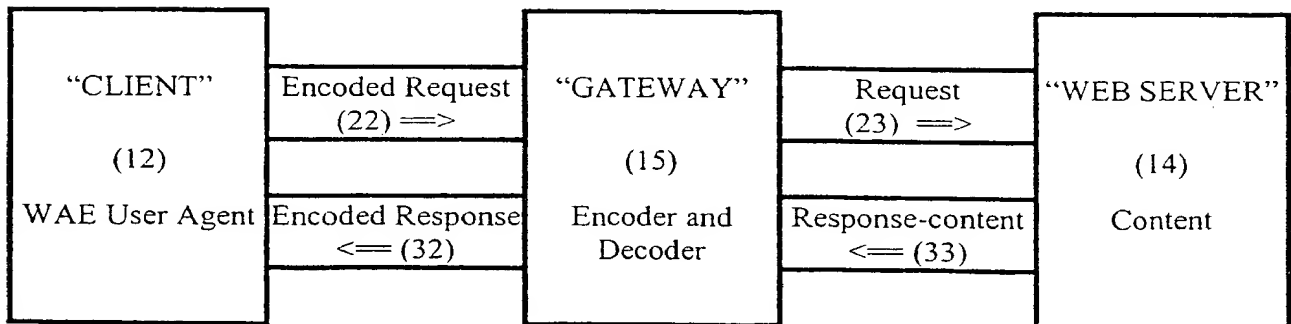 “CLIENT”
(12)
WAE User Agent
Encoded Request
(22) ==>
Encoded Response
<== (32)
“GATEWAY”
(15)
Encoder and
Decoder
Request
(23) ==>
Response-content
<== (33)
“WEB SERVER”
(14)
Content